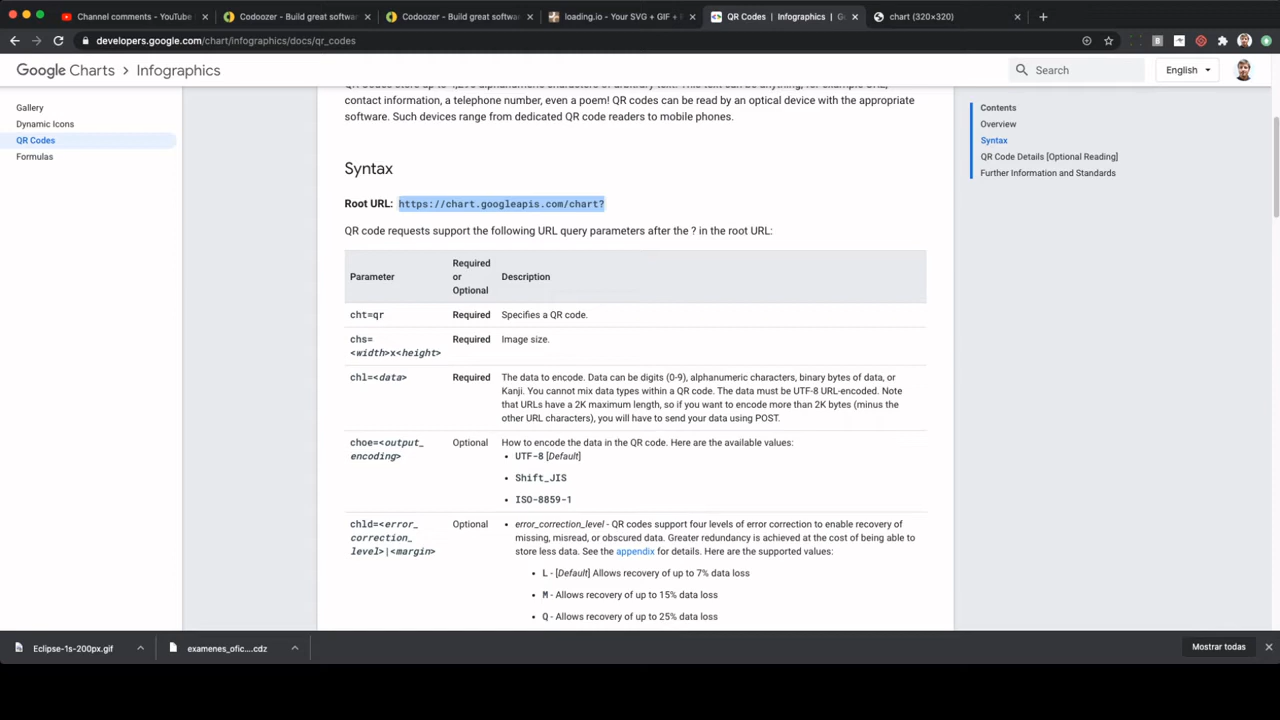 Channel comments - YouTube
Codoozer - Build great softwa
Codoozer - Build great softwa
loading.io - Your SVG + GIF +
QR Codes | Infographics | G
chart (320×320)
developers.google.com/chart/infographics/docs/qr_codes
Google Charts > Infographics
Search
English
Gallery
Dynamic Icons
QR Codes
Formulas
contact information, a telephone number, even a poem! QR codes can be read by an optical device with the appropriate
software. Such devices range from dedicated QR code readers to mobile phones.
Syntax
Root URL: https://chart.googleapis.com/chart?
QR code requests support the following URL query parameters after the ? in the root URL:
Parameter
Required
or
Optional
Description
cht=qr
Required
Specifies a QR code.
chs=
<width>x<height>
Required
Image size.
chl=<data>
Required
The data to encode. Data can be digits (0-9), alphanumeric characters, binary bytes of data, or
Kanji. You cannot mix data types within a QR code. The data must be UTF-8 URL-encoded. Note
that URLs have a 2K maximum length, so if you want to encode more than 2K bytes (minus the
other URL characters), you will have to send your data using POST.
choe=<output_
encoding>
Optional
How to encode the data in the QR code. Here are the available values:
• UTF-8 [Default]
• Shift_JIS
• ISO-8859-1
chld=<error_
correction_
level>|<margin>
Optional
• error_correction_level - QR codes support four levels of error correction to enable recovery of
missing, misread, or obscured data. Greater redundancy is achieved at the cost of being able to
store less data. See the appendix for details. Here are the supported values:
• L - [Default] Allows recovery of up to 7% data loss
• M - Allows recovery of up to 15% data loss
• Q - Allows recovery of up to 25% data loss
Contents
Overview
Syntax
QR Code Details [Optional Reading]
Further Information and Standards
Eclipse-1s-200px.gif
examenes_ofic....cdz
Mostrar todas